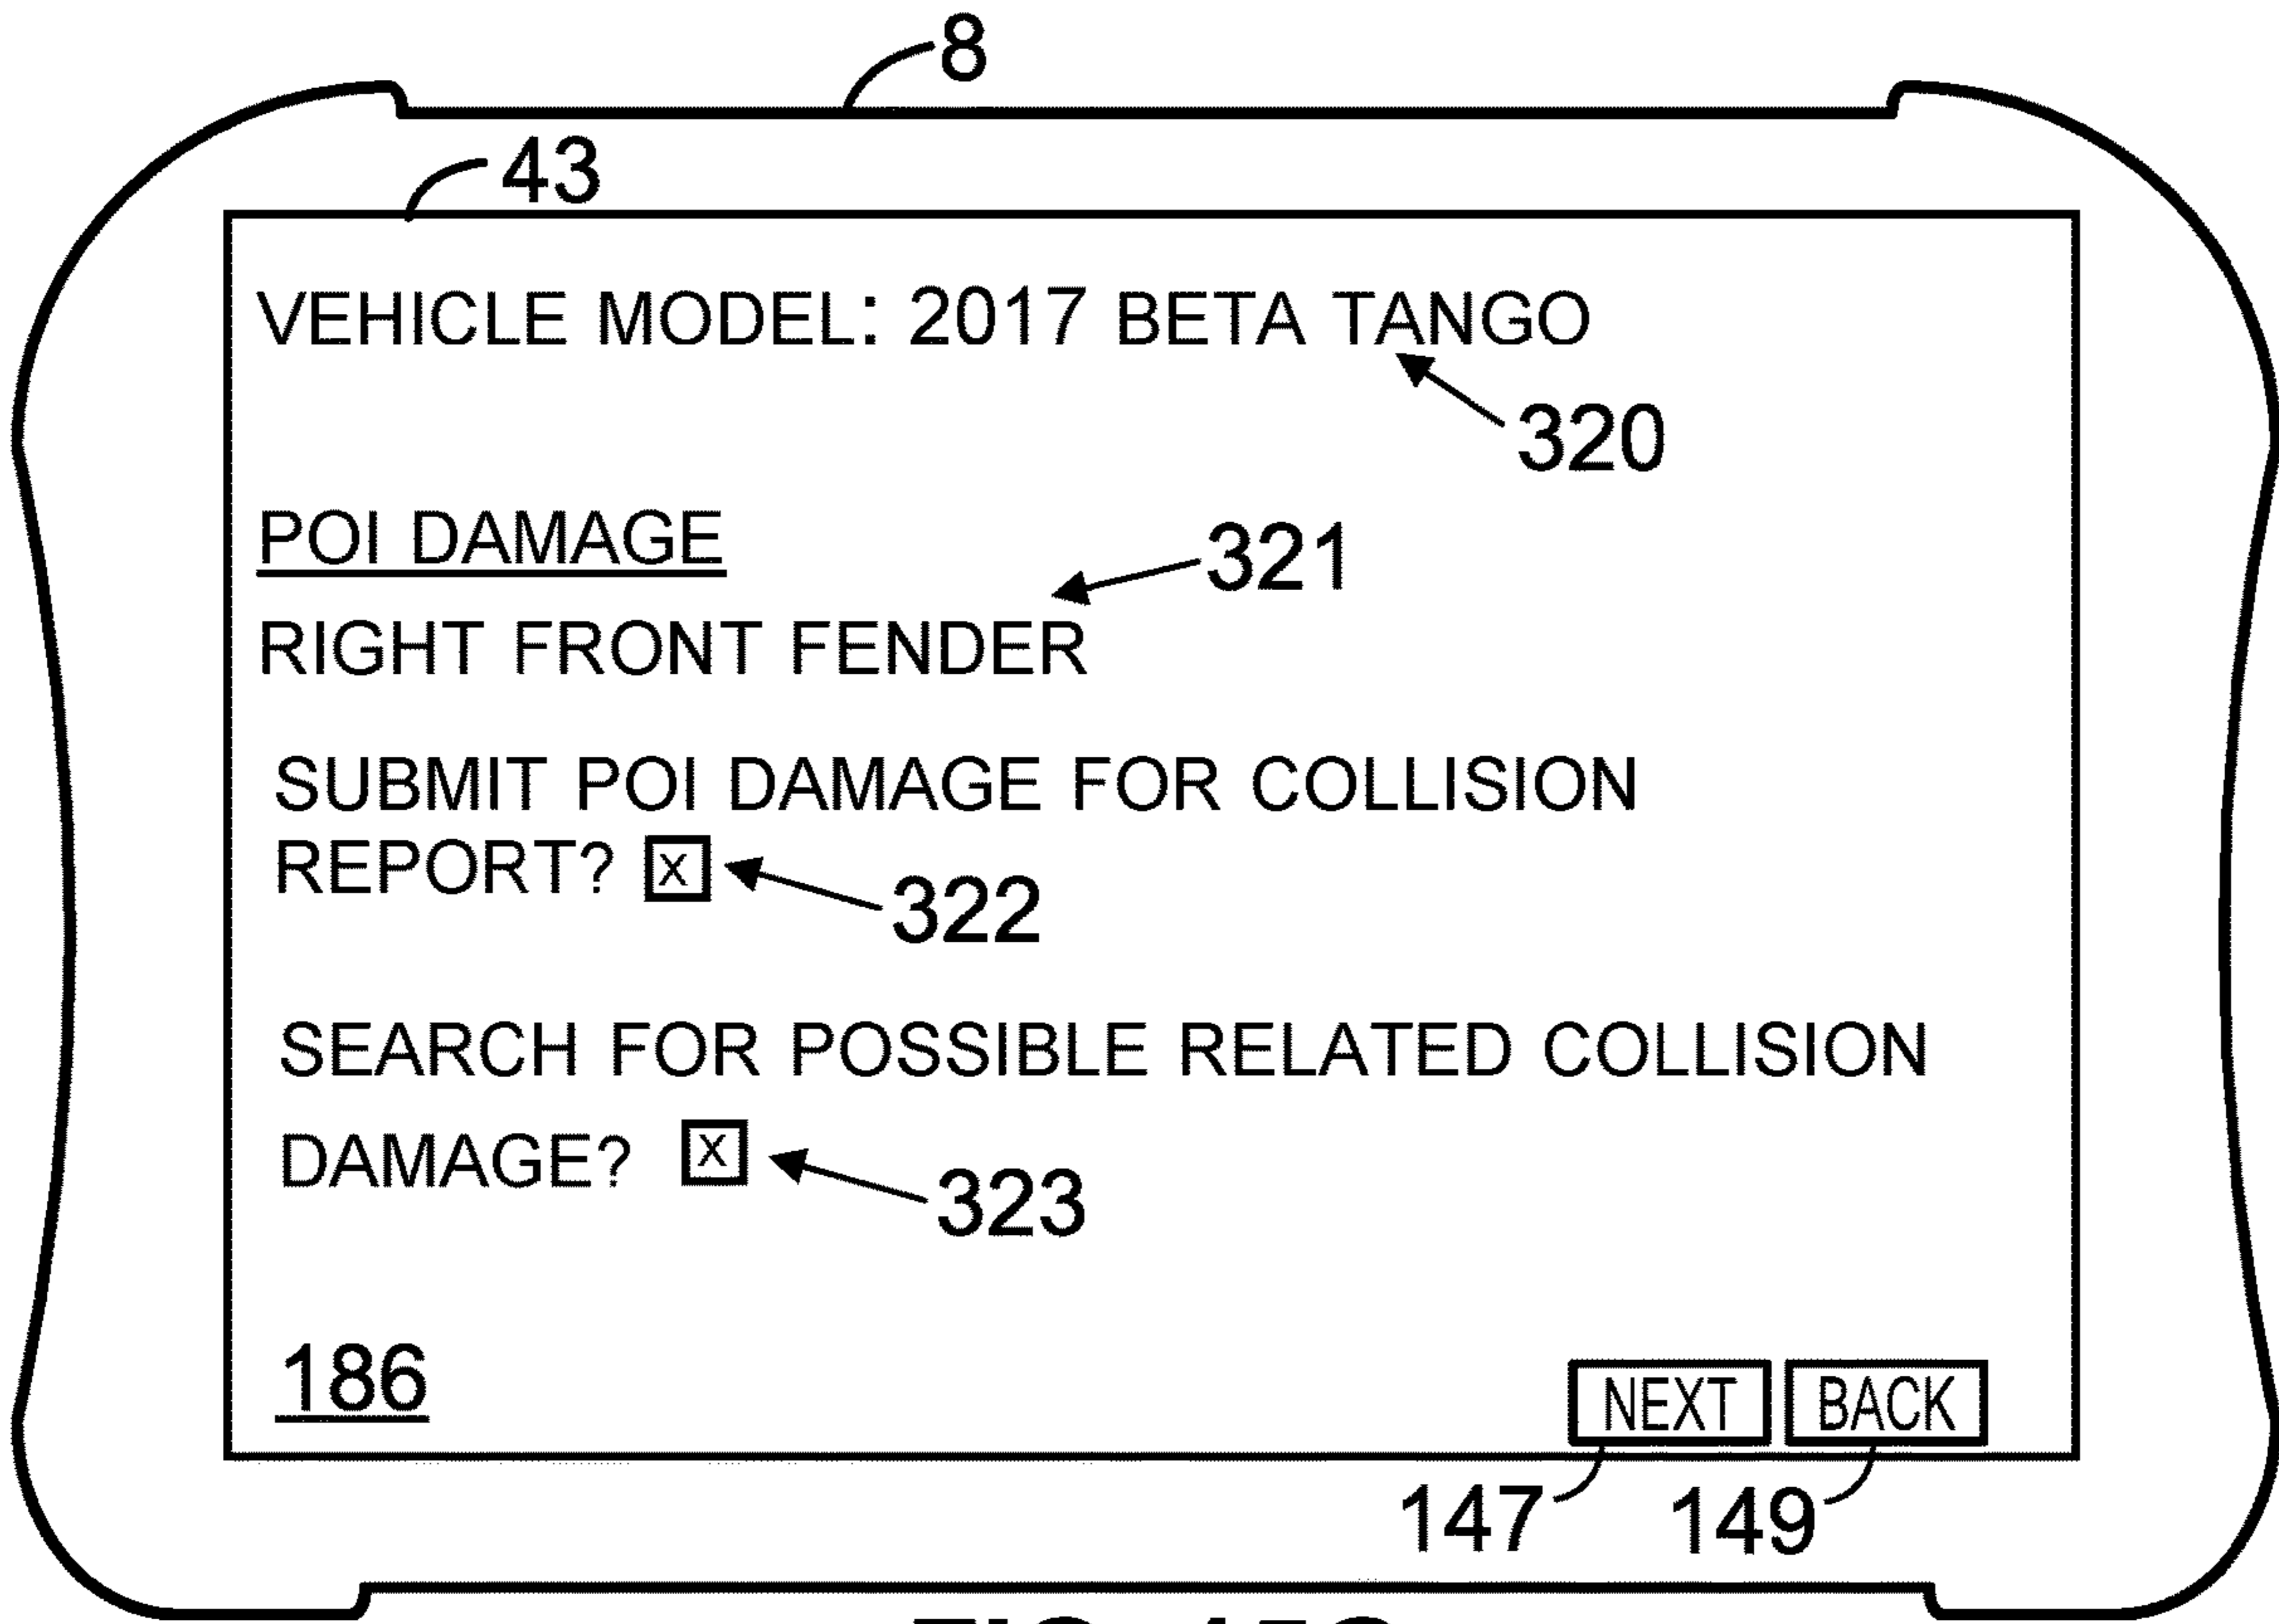 8
43
VEHICLE MODEL: 2017 BETA TANGO
320
POI DAMAGE
321
RIGHT FRONT FENDER
SUBMIT POI DAMAGE FOR COLLISION
REPORT? X
322
SEARCH FOR POSSIBLE RELATED COLLISION
DAMAGE? X
323
186
NEXT BACK
147 149